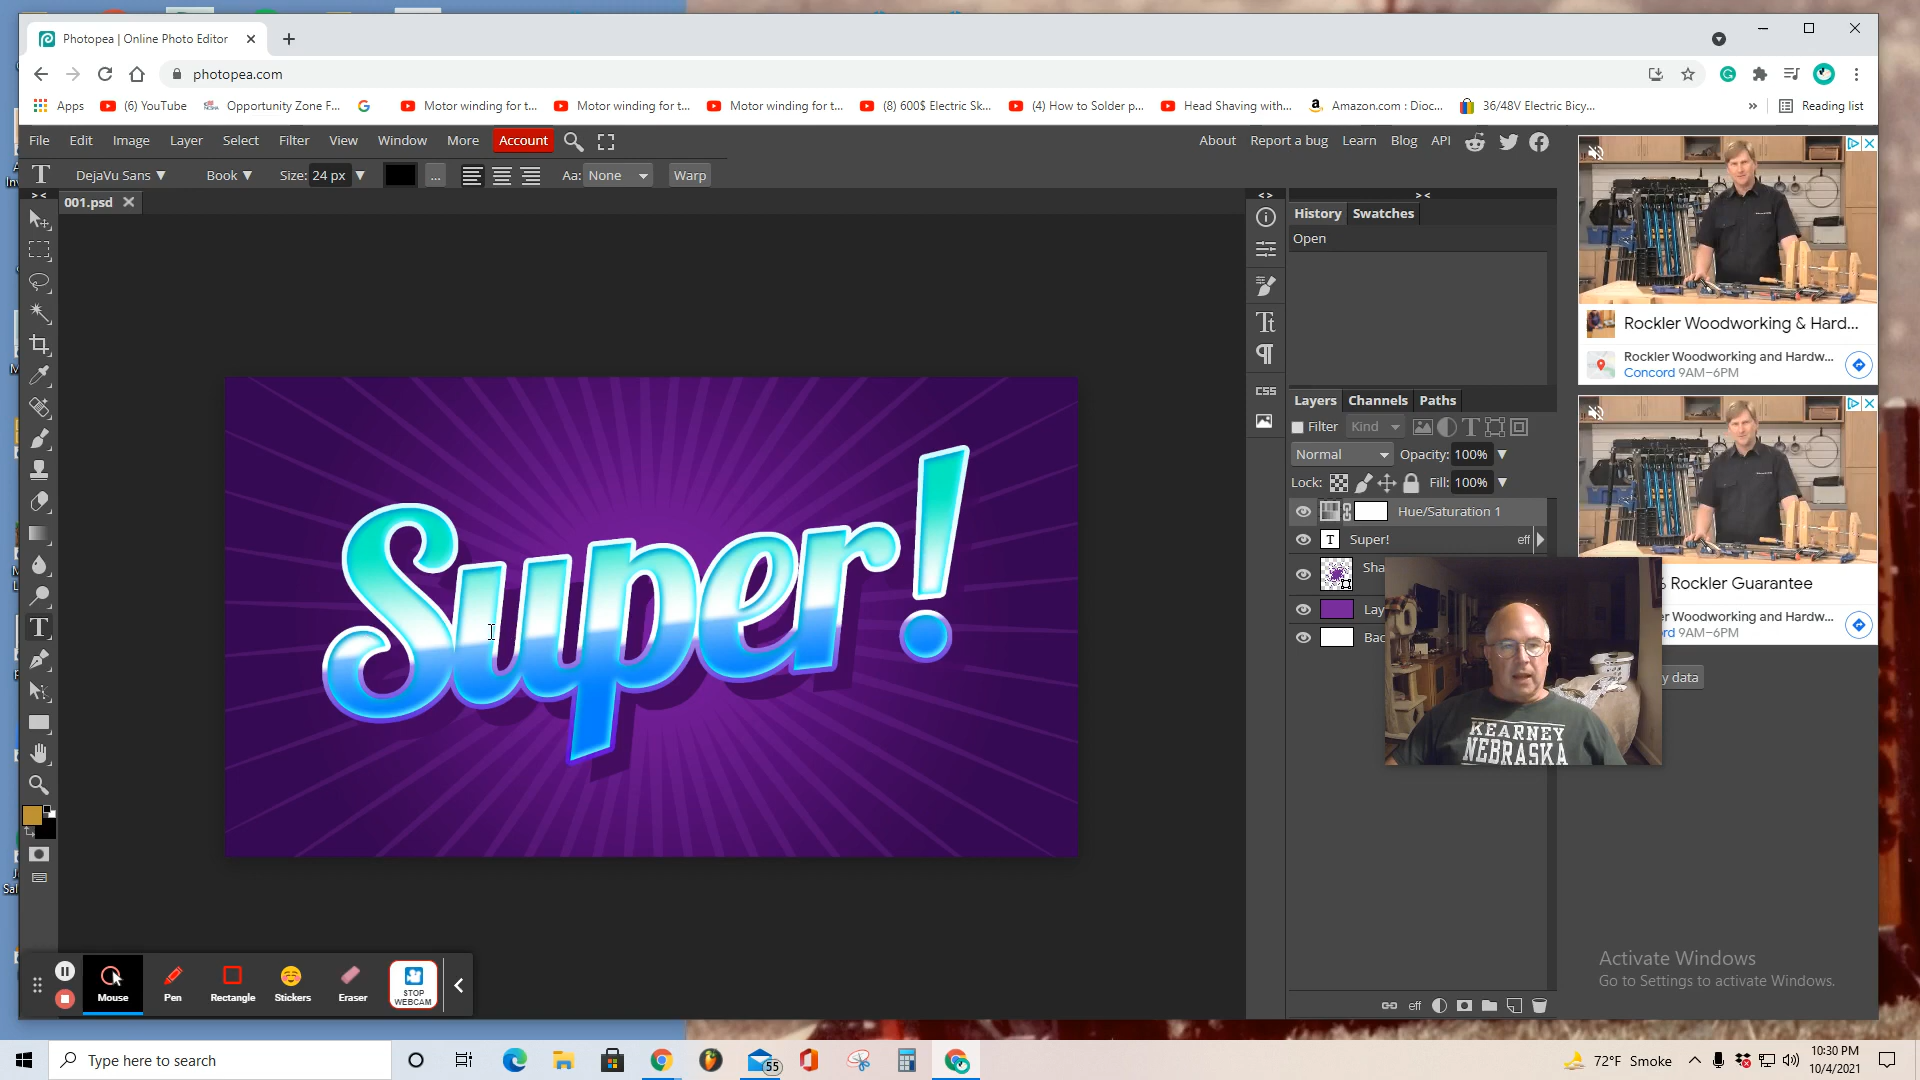 Photopea | Online Photo Editor
photopea.com
Apps
(6) YouTube
Opportunity Zone F...
Motor winding for t...
Motor winding for t...
Motor winding for t...
(8) 600$ Electric Sk...
(4) How to Solder p...
Head Shaving with...
Amazon.com : Dioc...
36/48V Electric Bicy...
»
Reading list
File Edit Image Layer Select Filter View Window More Account
About Report a bug Learn Blog API
DejaVu Sans Book Size: 24 px ... Aa: None Warp
001.psd
History Swatches
Open
CSS
Layers Channels Paths
Filter Kind
Normal Opacity: 100%
Lock: Fill: 100%
Hue/Saturation 1
T Super! eff
Sha
Lay
Bac
eff
Super!
Rockler Woodworking & Hard...
Rockler Woodworking and Hardw...
Concord 9AM–6PM
Rockler Guarantee
ockler Woodworking and Hardw...
ord 9AM–6PM
y data
KEARNEY
NEBRASKA
Activate Windows
Go to Settings to activate Windows.
Mouse
Pen
Rectangle
Stickers
Eraser
STOP
WEBCAM
Type here to search
55
72°F Smoke
10:30 PM
10/4/2021